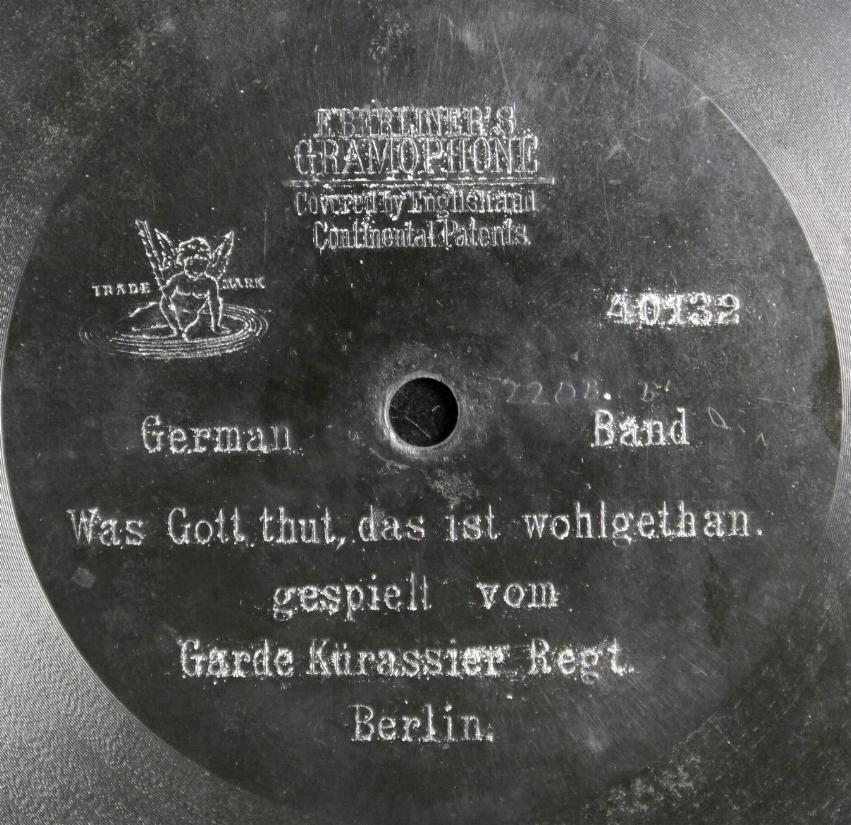 E.BERLINER'S
GRAMOPHONE
Covered by English and
Continental Patents.
TRADE MARK
40132
German Band
Was Gott thut, das ist wohlgethan.
gespielt vom
Garde Kürassier Regt.
Berlin.